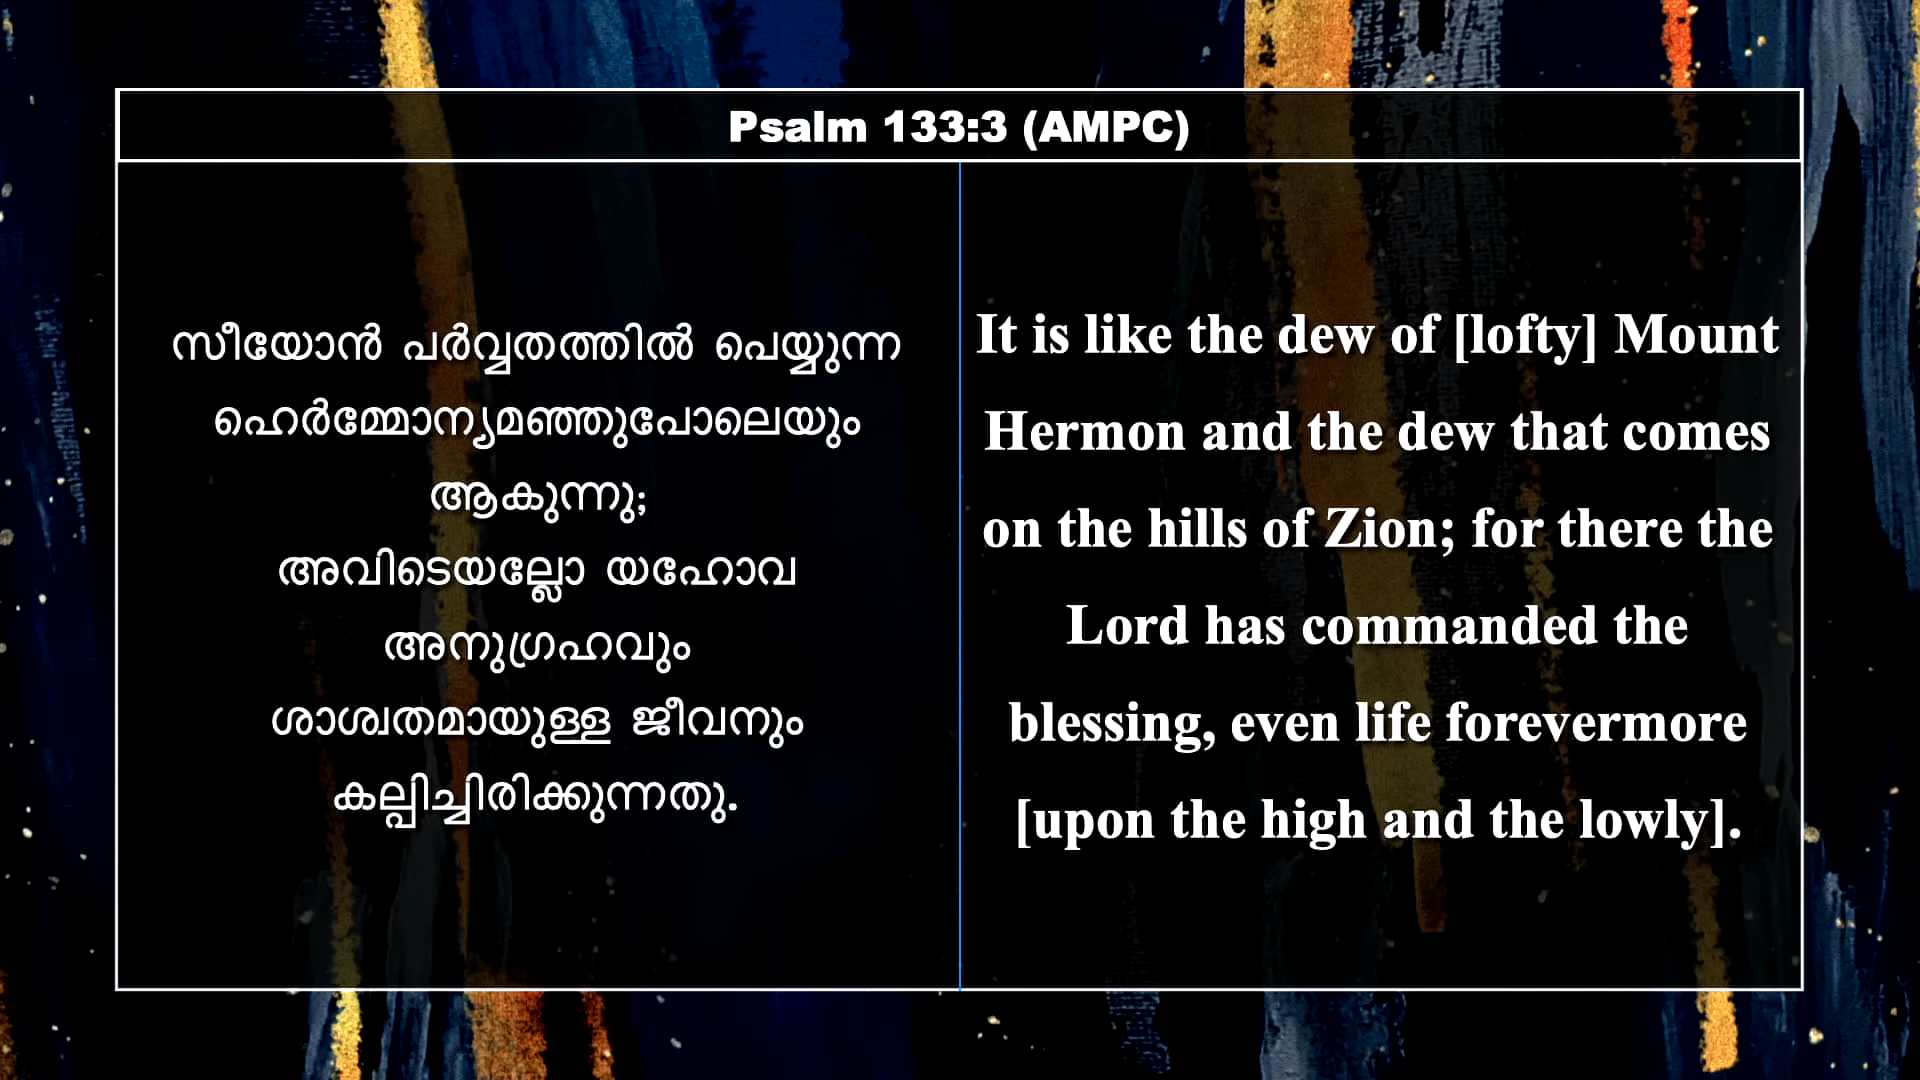 Psalm 133:3 (AMPC)
സീയോൻ പർവ്വതത്തിൽ പെയ്യുന്ന
ഹെർമ്മോന്യമഞ്ഞുപോലെയും
ആകുന്നു;
അവിടെയല്ലോ യഹോവ
അനുഗ്രഹവും
ശാശ്വതമായുള്ള ജീവനും
കല്പിച്ചിരിക്കുന്നതു.
It is like the dew of [lofty] Mount
Hermon and the dew that comes
on the hills of Zion; for there the
Lord has commanded the
blessing, even life forevermore
[upon the high and the lowly].